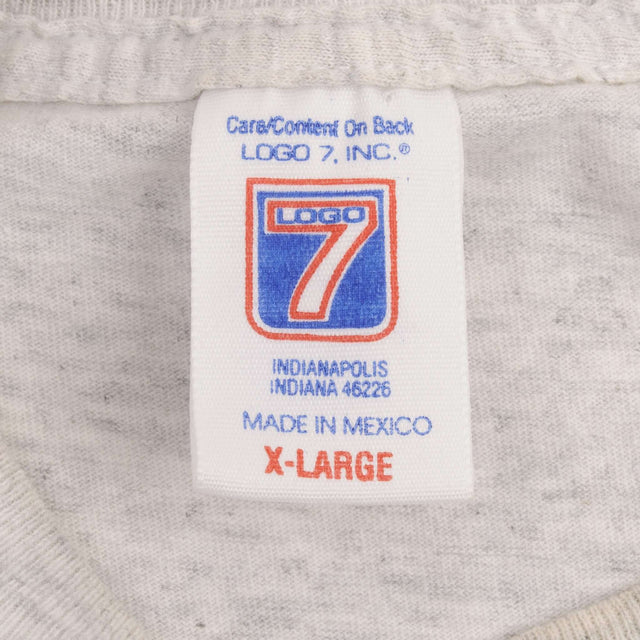 Care/Content On Back
LOGO 7, INC.®
LOGO
7
INDIANAPOLIS
INDIANA 46226
MADE IN MEXICO
X-LARGE